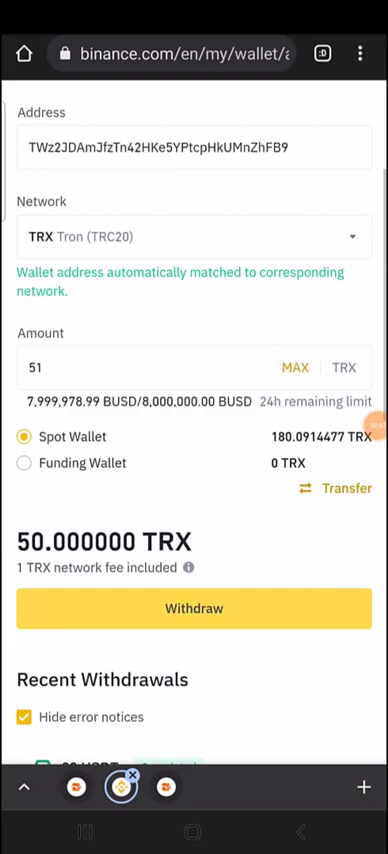 binance.com/en/my/wallet/a
:D
Address
TWz2JDAmJfzTn42HKe5YPtcpHkUMnZhFB9
Network
TRX Tron (TRC20)
Wallet address automatically matched to corresponding
network.
Amount
51 MAX TRX
7,999,978.99 BUSD/8,000,000.00 BUSD 24h remaining limit
Spot Wallet 180.0914477 TRX
Funding Wallet 0 TRX
Transfer
50.000000 TRX
1 TRX network fee included
Withdraw
Recent Withdrawals
Hide error notices